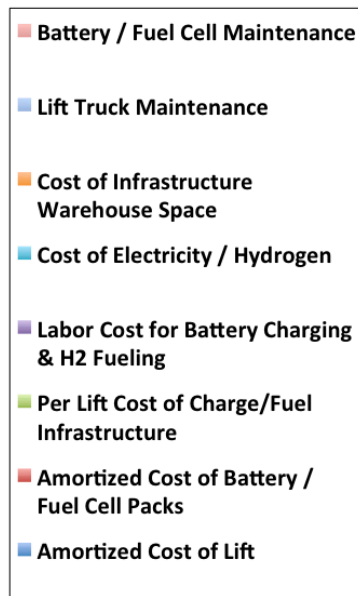 Battery / Fuel Cell Maintenance
Lift Truck Maintenance
Cost of Infrastructure
Warehouse Space
Cost of Electricity / Hydrogen
Labor Cost for Battery Charging
& H2 Fueling
Per Lift Cost of Charge/Fuel
Infrastructure
Amortized Cost of Battery /
Fuel Cell Packs
Amortized Cost of Lift